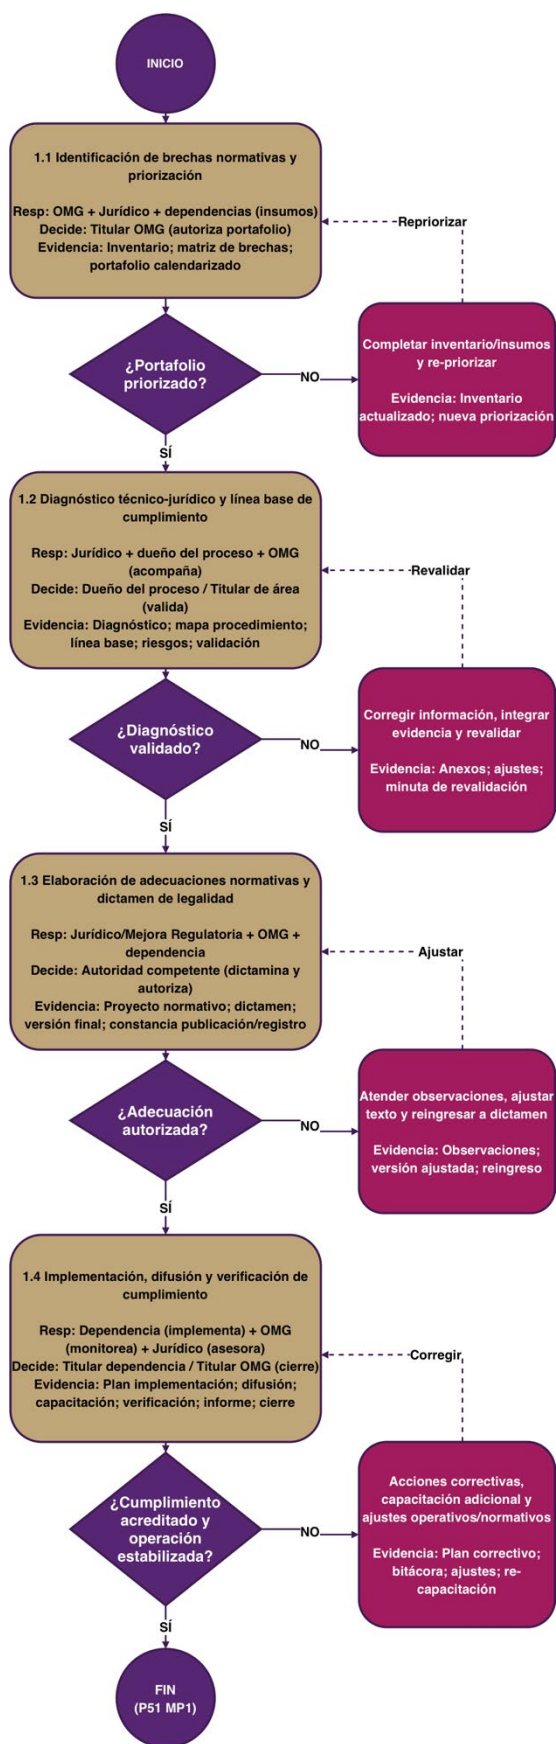 INICIO
1.1 Identificación de brechas normativas y
priorización
Resp: OMG + Jurídico + dependencias (insumos)
Decide: Titular OMG (autoriza portafolio)
Evidencia: Inventario; matriz de brechas;
portafolio calendarizado
Repriorizar
¿Portafolio
priorizado?
NO
Completar inventario/insumos
y re-priorizar
Evidencia: Inventario
actualizado; nueva priorización
SÍ
1.2 Diagnóstico técnico-jurídico y línea base de
cumplimiento
Resp: Jurídico + dueño del proceso + OMG
(acompaña)
Decide: Dueño del proceso / Titular de área
(valida)
Evidencia: Diagnóstico; mapa procedimiento;
línea base; riesgos; validación
Revalidar
¿Diagnóstico
validado?
NO
Corregir información, integrar
evidencia y revalidar
Evidencia: Anexos; ajustes;
minuta de revalidación
SÍ
1.3 Elaboración de adecuaciones normativas y
dictamen de legalidad
Resp: Jurídico/Mejora Regulatoria + OMG +
dependencia
Decide: Autoridad competente (dictamina y
autoriza)
Evidencia: Proyecto normativo; dictamen;
versión final; constancia publicación/registro
Ajustar
¿Adecuación
autorizada?
NO
Atender observaciones, ajustar
texto y reingresar a dictamen
Evidencia: Observaciones;
versión ajustada; reingreso
SÍ
1.4 Implementación, difusión y verificación de
cumplimiento
Resp: Dependencia (implementa) + OMG
(monitorea) + Jurídico (asesora)
Decide: Titular dependencia / Titular OMG (cierre)
Evidencia: Plan implementación; difusión;
capacitación; verificación; informe; cierre
Corregir
¿Cumplimiento
acreditado y
operación
estabilizada?
NO
Acciones correctivas,
capacitación adicional y
ajustes operativos/normativos
Evidencia: Plan correctivo;
bitácora; ajustes; re-
capacitación
SÍ
FIN
(P51 MP1)